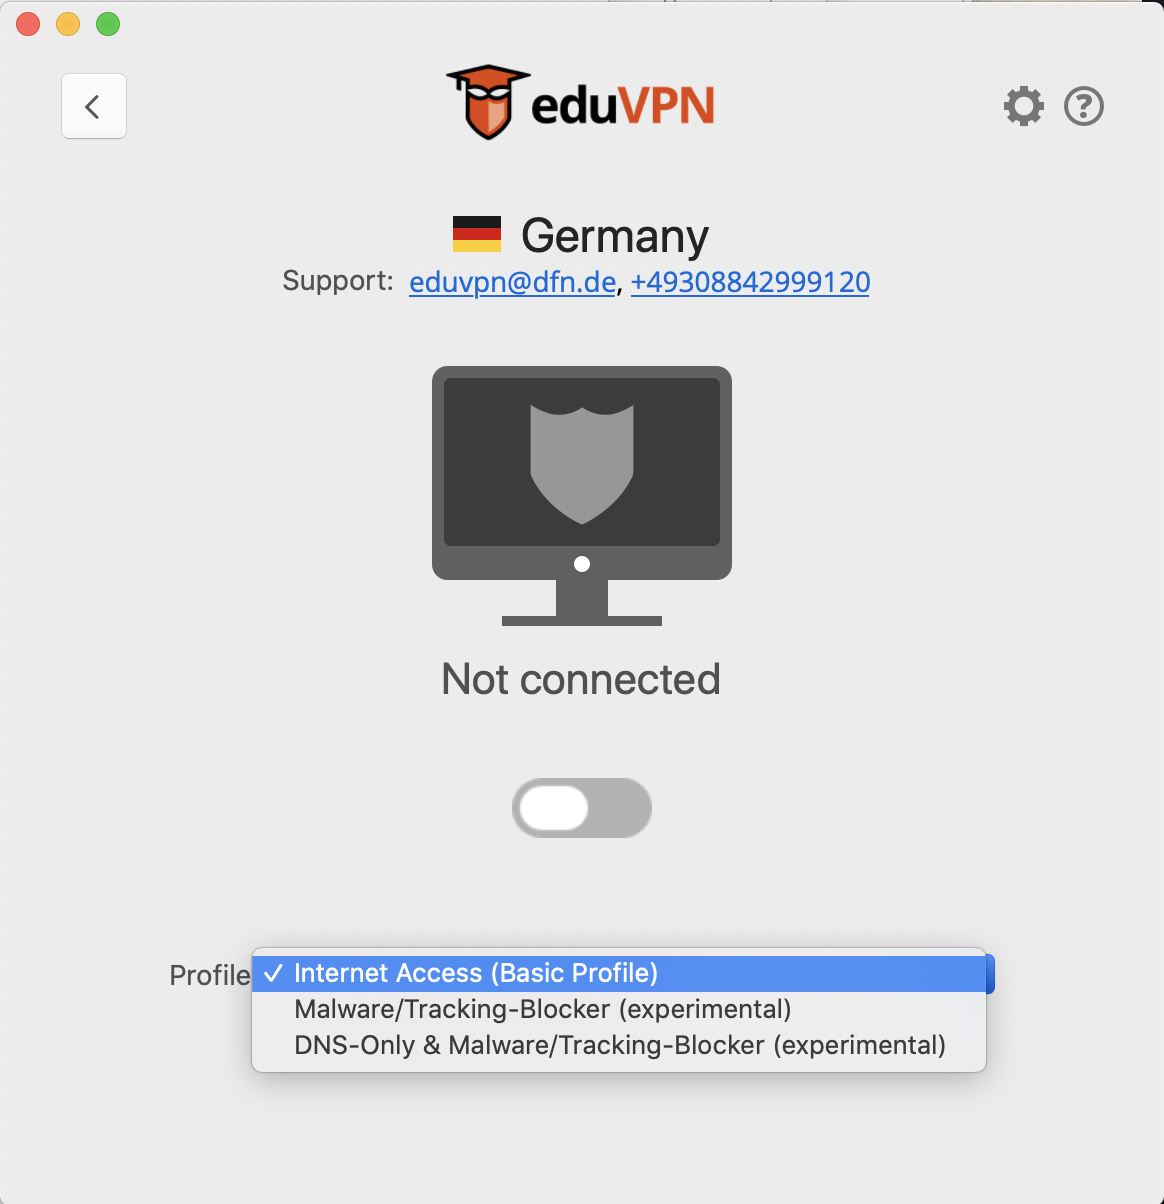 eduVPN
Germany
Support: eduvpn@dfn.de, +49308842999120
Not connected
Profile
✓ Internet Access (Basic Profile)
Malware/Tracking-Blocker (experimental)
DNS-Only & Malware/Tracking-Blocker (experimental)